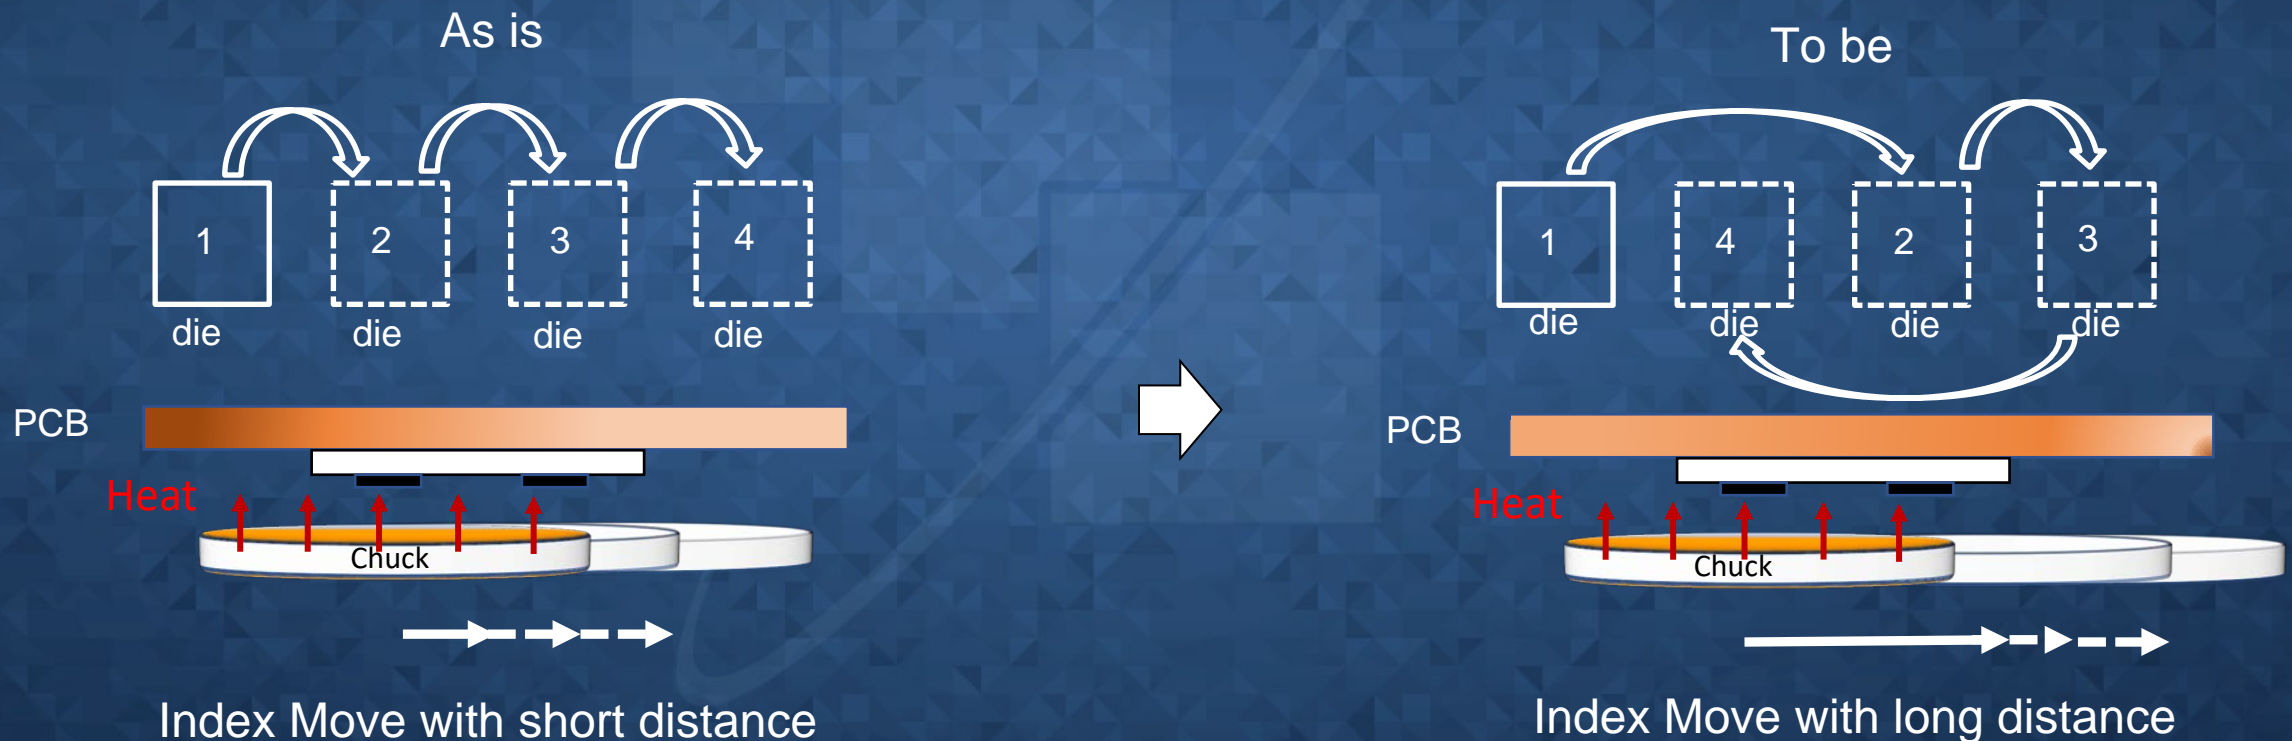 As is
1
2
3
4
die
die
die
die
PCB
Heat
Chuck
Index Move with short distance
To be
1
4
2
3
die
die
die
die
PCB
Heat
Chuck
Index Move with long distance